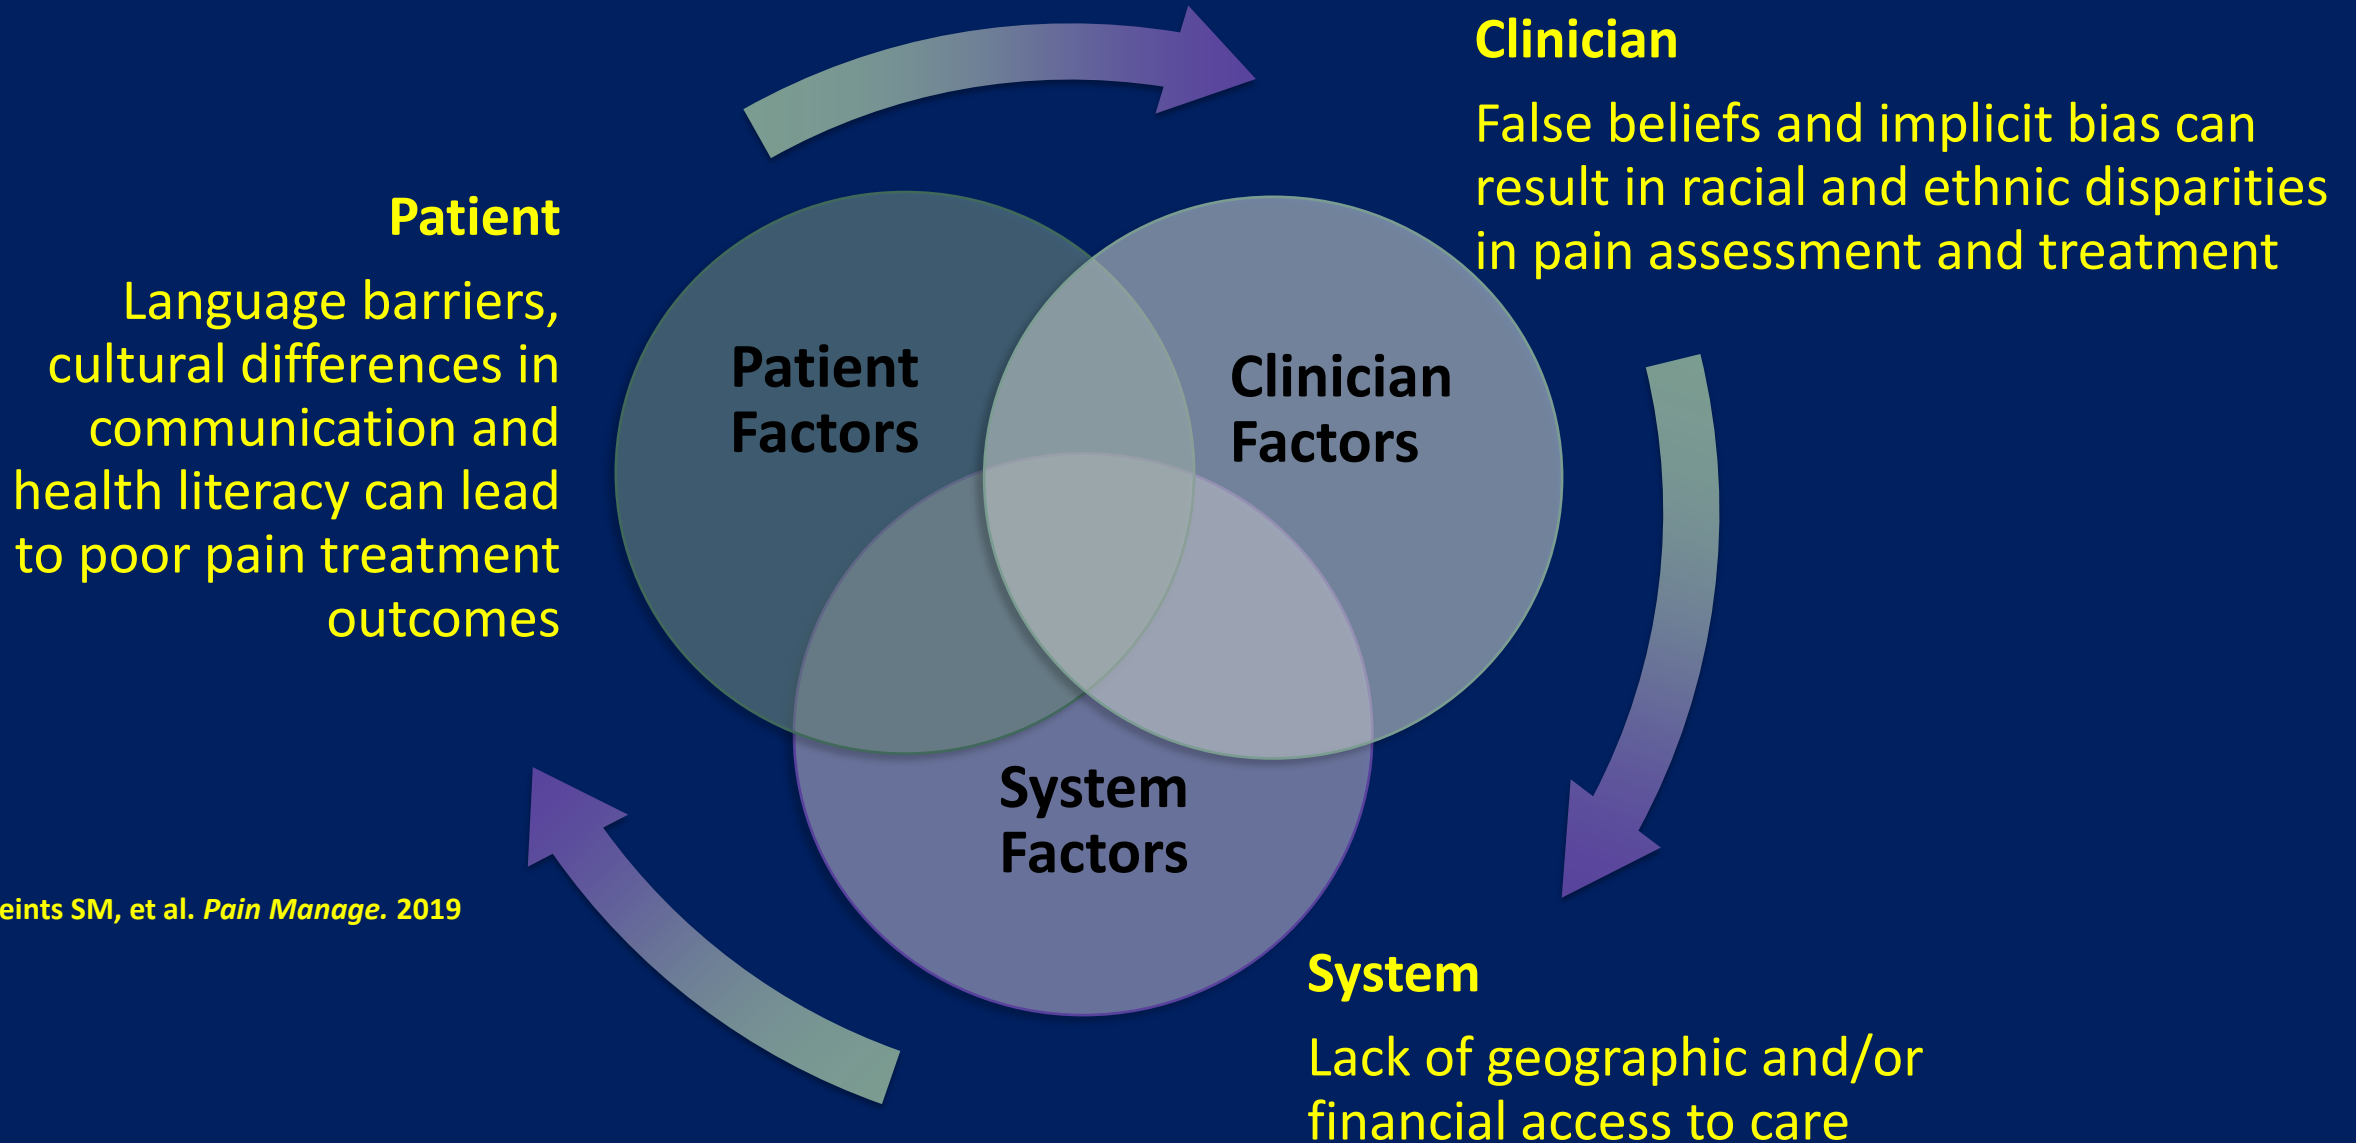 Clinician
False beliefs and implicit bias can
result in racial and ethnic disparities
in pain assessment and treatment
Patient
Language barriers,
cultural differences in
communication and
health literacy can lead
to poor pain treatment
outcomes
Patient
Factors
Clinician
Factors
System
Factors
SM, et al. Pain Manage. 2019
System
Lack of geographic and/or
financial access to care